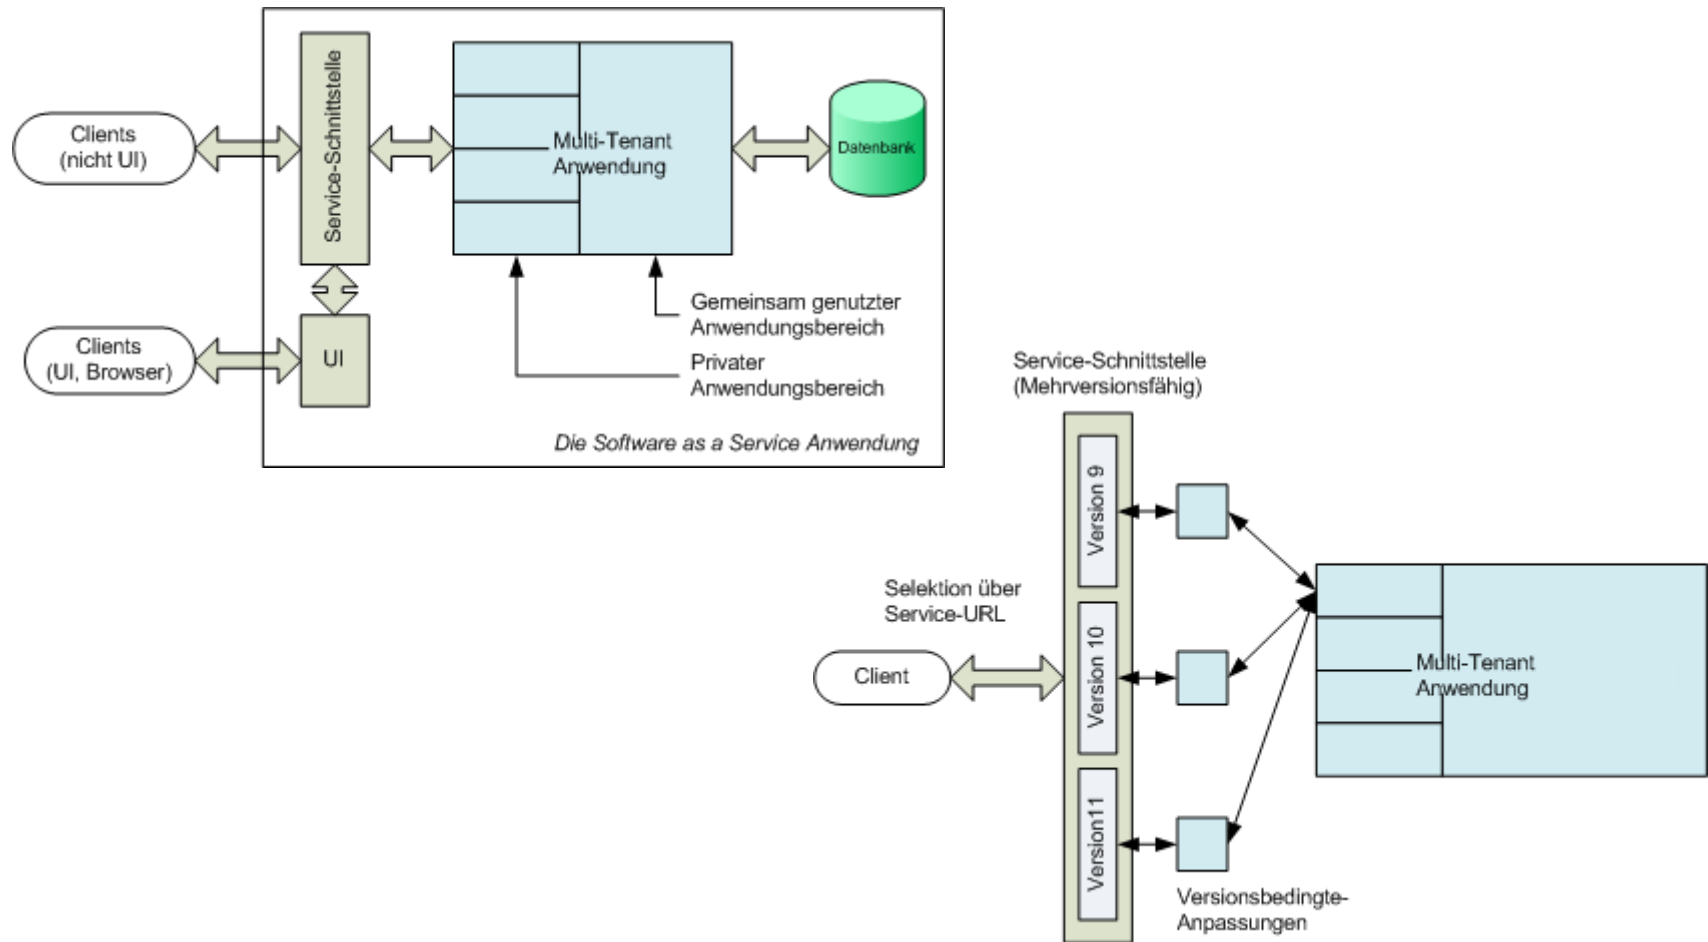 Clients
(nicht UI)
Service-Schnittstelle
Multi-Tenant
Anwendung
Datenbank
Gemeinsam genutzter
Anwendungsbereich
Clients
(UI, Browser)
UI
Privater
Anwendungsbereich
Die Software as a Service Anwendung
Service-Schnittstelle
(Mehrversionsfähig)
Version 9
Selektion über
Service-URL
Client
Version 10
Multi-Tenant
Anwendung
Version11
Versionsbedingte-
Anpassungen